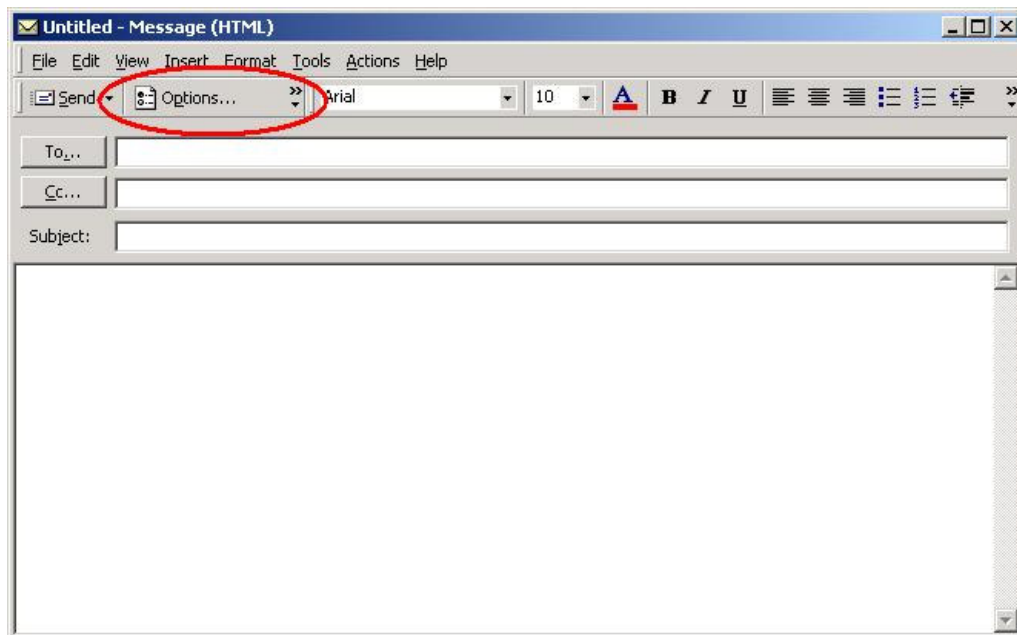 Untitled - Message (HTML)
File Edit View Insert Format Tools Actions Help
Send Options... Arial 10 A B I U
To...
Cc...
Subject: